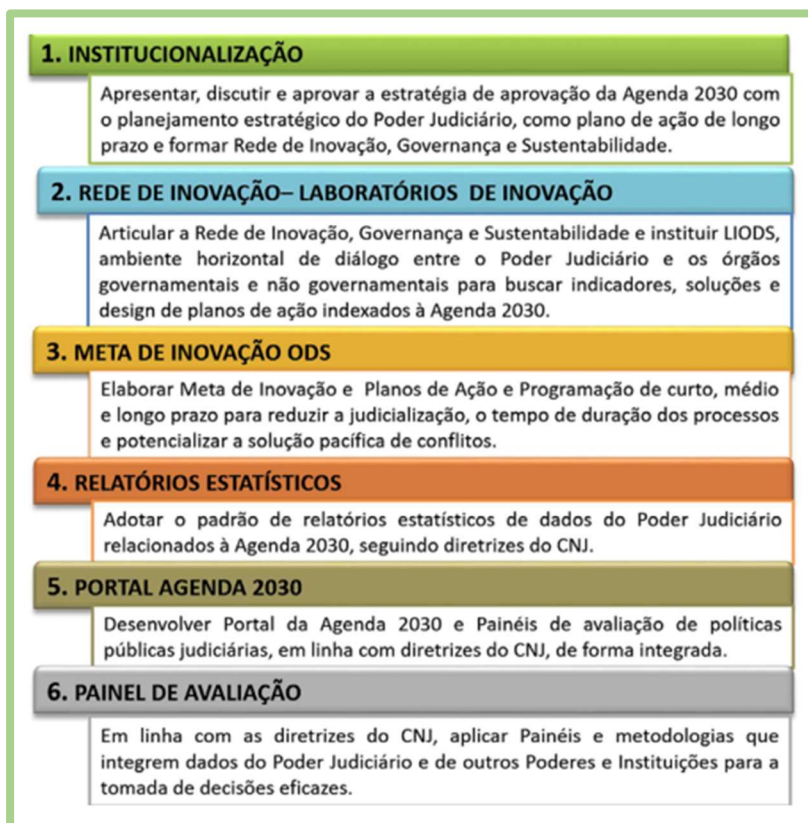 1. INSTITUCIONALIZAÇÃO
Apresentar, discutir e aprovar a estratégia de aprovação da Agenda 2030 com
o planejamento estratégico do Poder Judiciário, como plano de ação de longo
prazo e formar Rede de Inovação, Governança e Sustentabilidade.
2. REDE DE INOVAÇÃO– LABORATÓRIOS DE INOVAÇÃO
Articular a Rede de Inovação, Governança e Sustentabilidade e instituir LIODS,
ambiente horizontal de diálogo entre o Poder Judiciário e os órgãos
governamentais e não governamentais para buscar indicadores, soluções e
design de planos de ação indexados à Agenda 2030.
3. META DE INOVAÇÃO ODS
Elaborar Meta de Inovação e Planos de Ação e Programação de curto, médio
e longo prazo para reduzir a judicialização, o tempo de duração dos processos
e potencializar a solução pacífica de conflitos.
4. RELATÓRIOS ESTATÍSTICOS
Adotar o padrão de relatórios estatísticos de dados do Poder Judiciário
relacionados à Agenda 2030, seguindo diretrizes do CNJ.
5. PORTAL AGENDA 2030
Desenvolver Portal da Agenda 2030 e Painéis de avaliação de políticas
públicas judiciárias, em linha com diretrizes do CNJ, de forma integrada.
6. PAINEL DE AVALIAÇÃO
Em linha com as diretrizes do CNJ, aplicar Painéis e metodologias que
integrem dados do Poder Judiciário e de outros Poderes e Instituições para a
tomada de decisões eficazes.